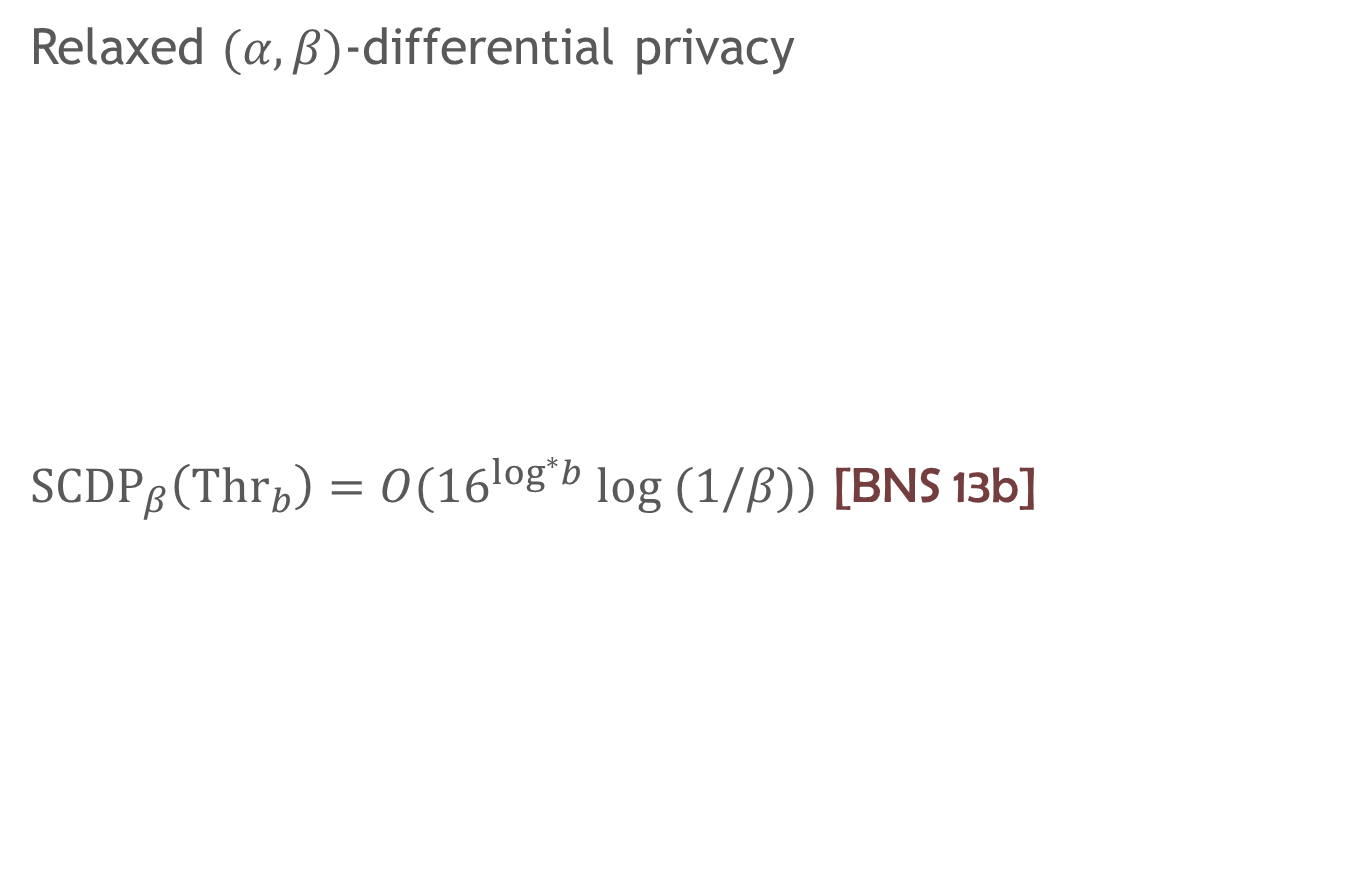 Relaxed (α, β)-differential privacy
SCDP_β(Thr_b) = O(16^{log^* b} log (1/β)) [BNS 13b]